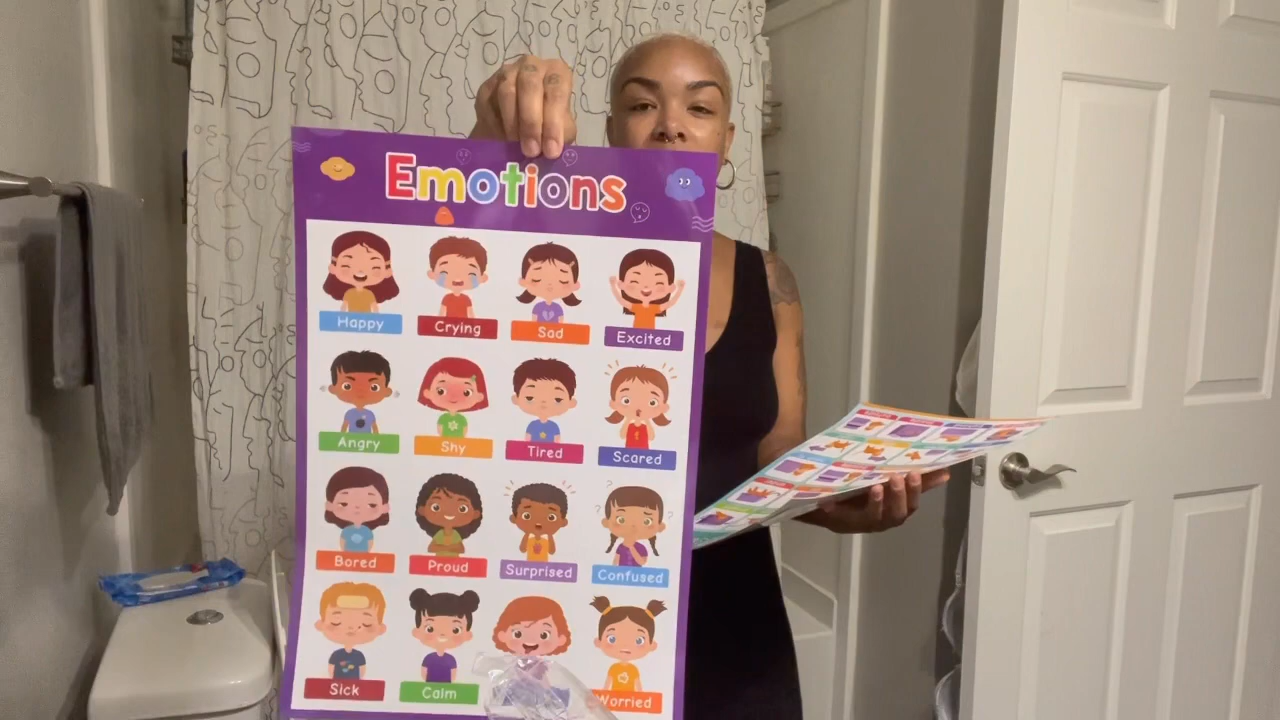 Emotions
Happy
Crying
Sad
Excited
Angry
Shy
Tired
Scared
Bored
Proud
Surprised
Confused
Sick
Calm
Worried